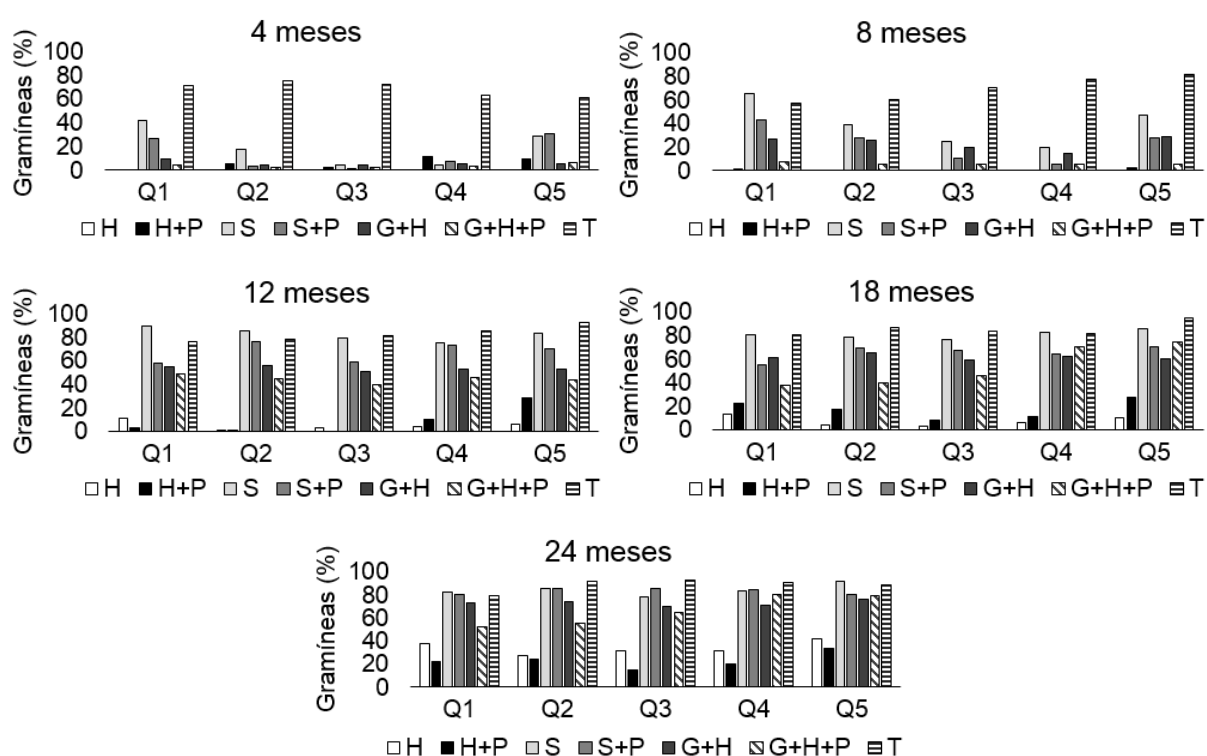 4 meses
Gramíneas (%)
100
80
60
40
20
0
Q1 Q2 Q3 Q4 Q5
H H+P S S+P G+H G+H+P T
8 meses
Gramíneas (%)
100
80
60
40
20
0
Q1 Q2 Q3 Q4 Q5
H H+P S S+P G+H G+H+P T
12 meses
Gramíneas (%)
100
80
60
40
20
0
Q1 Q2 Q3 Q4 Q5
H H+P S S+P G+H G+H+P T
18 meses
Gramíneas (%)
100
80
60
40
20
0
Q1 Q2 Q3 Q4 Q5
H H+P S S+P G+H G+H+P T
24 meses
Gramíneas (%)
100
80
60
40
20
0
Q1 Q2 Q3 Q4 Q5
H H+P S S+P G+H G+H+P T